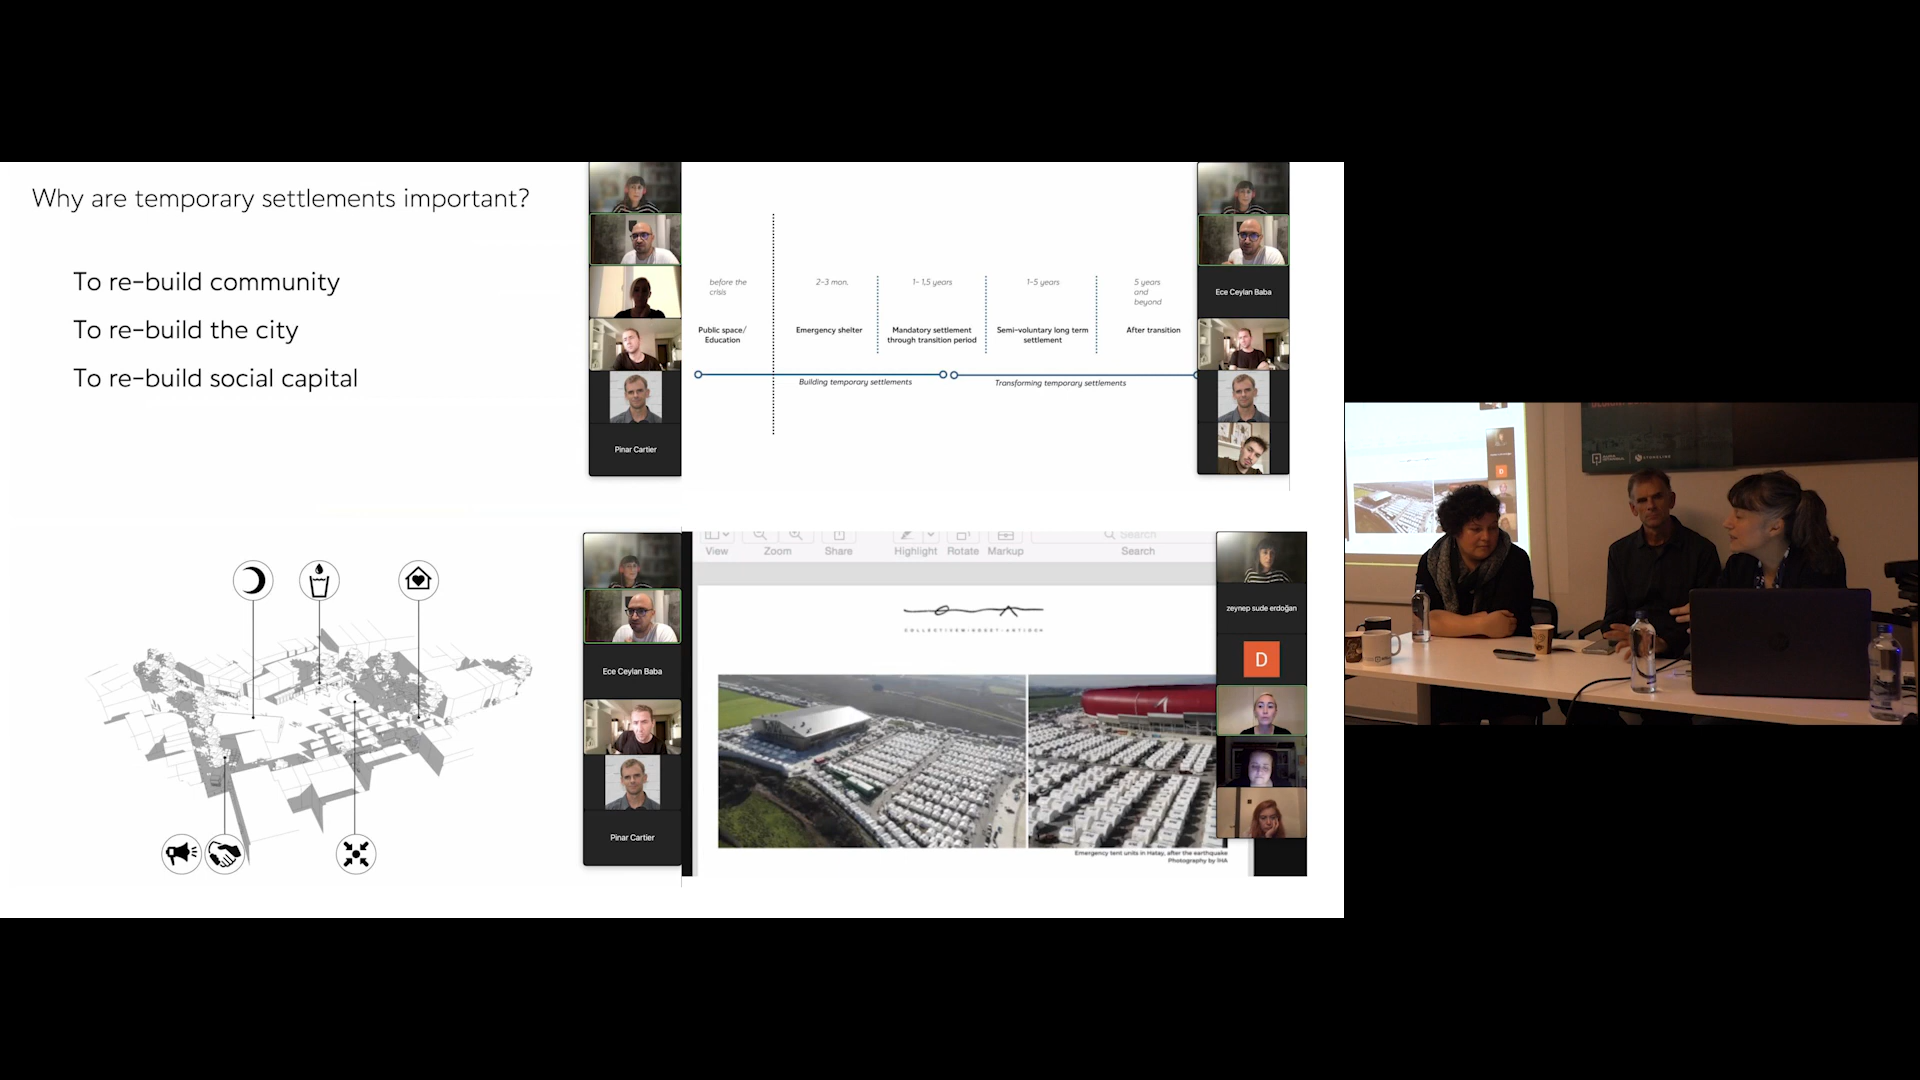 Why are temporary settlements important?
To re-build community
To re-build the city
To re-build social capital
Pinar Cartier
before the
crisis
2-3 mon.
1- 1,5 years
1-5 years
5 years
and
beyond
Public space/
Education
Emergency shelter
Mandatory settlement
through transition period
Semi-voluntary long term
settlement
After transition
Building temporary settlements
Transforming temporary settlements
Ece Ceylan Baba
Ece Ceylan Baba
Pinar Cartier
View
Zoom
Share
Highlight
Rotate
Markup
Search
Search
zeynep sude erdoğan
D
Emergency tent units in Hatay, after the earthquake
Photography by IHA
D